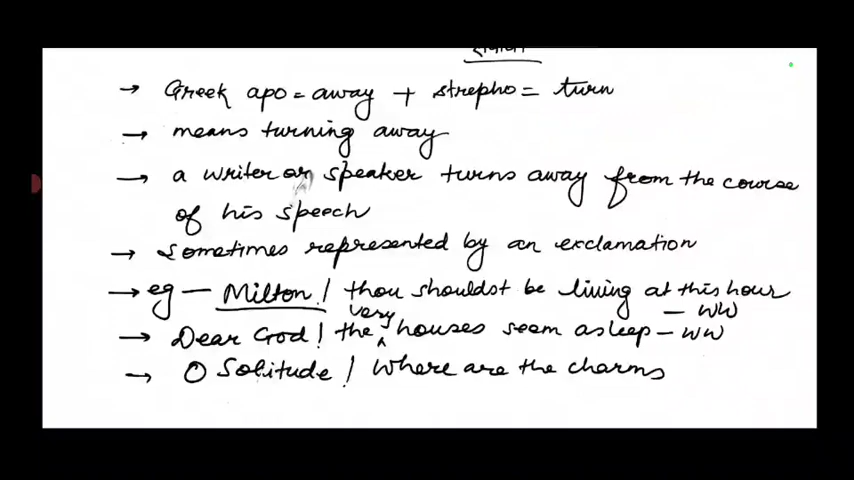 → Greek apo = away + strepho = turn
→ means turning away
→ a writer or speaker turns away from the course
of his speech
→ Sometimes represented by an exclamation
→ eg — Milton! thou shouldst be living at this hour
— WW
→ Dear God! the very houses seem asleep — WW
→ O Solitude! Where are the charms